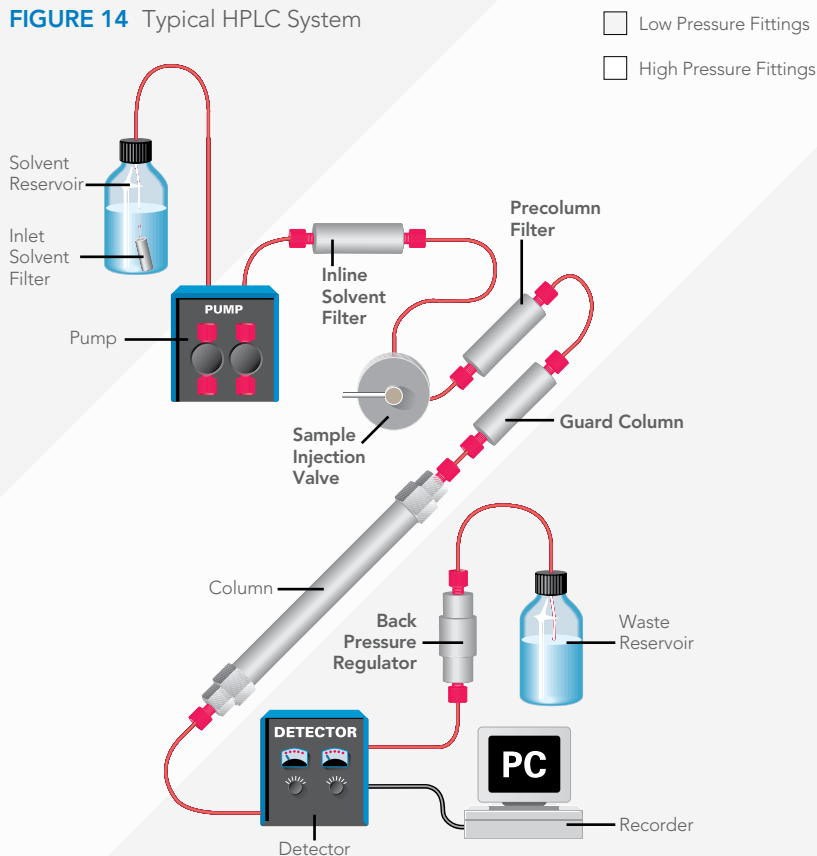 FIGURE 14 Typical HPLC System
Low Pressure Fittings
High Pressure Fittings
Solvent
Reservoir
Inlet
Solvent
Filter
PUMP
Pump
Inline
Solvent
Filter
Precolumn
Filter
Sample
Injection
Valve
Guard Column
Column
Back
Pressure
Regulator
Waste
Reservoir
DETECTOR
PC
Recorder
Detector